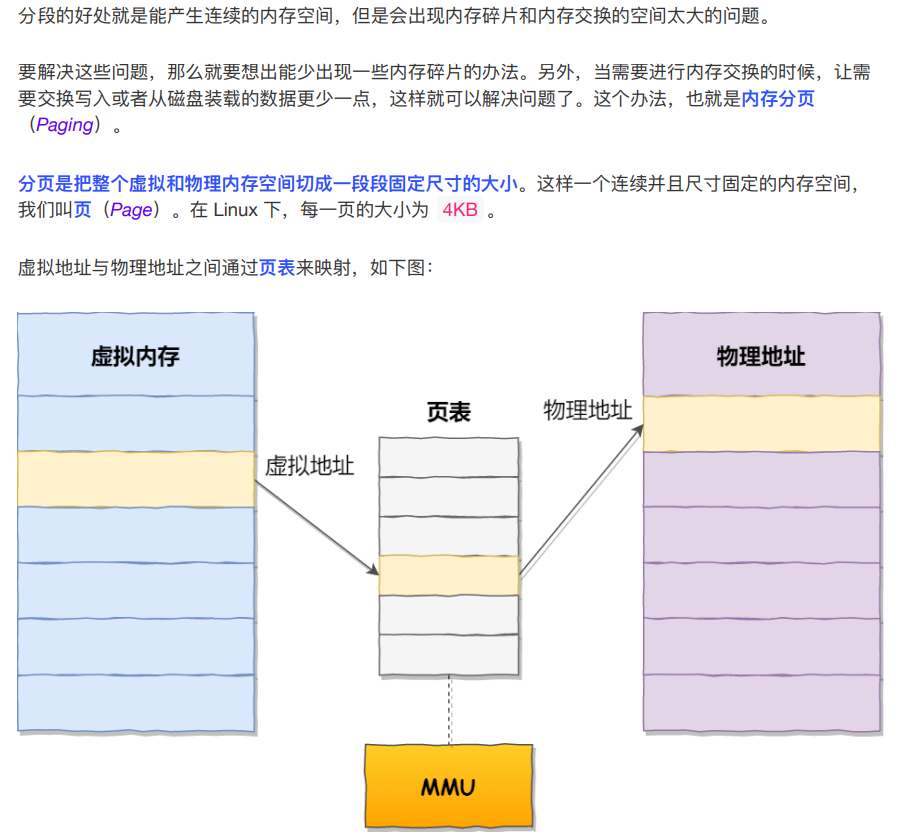 分段的好处就是能产生连续的内存空间，但是会出现内存碎片和内存交换的空间太大的问题。
要解决这些问题，那么就要想出能少出现一些内存碎片的办法。另外，当需要进行内存交换的时候，让需
要交换写入或者从磁盘装载的数据更少一点，这样就可以解决问题了。这个办法，也就是内存分页
（Paging）。
分页是把整个虚拟和物理内存空间切成一段段固定尺寸的大小。这样一个连续并且尺寸固定的内存空间，
我们叫页（Page）。在 Linux 下，每一页的大小为 4KB 。
虚拟地址与物理地址之间通过页表来映射，如下图：
虚拟内存
物理地址
页表
物理地址
虚拟地址
MMU